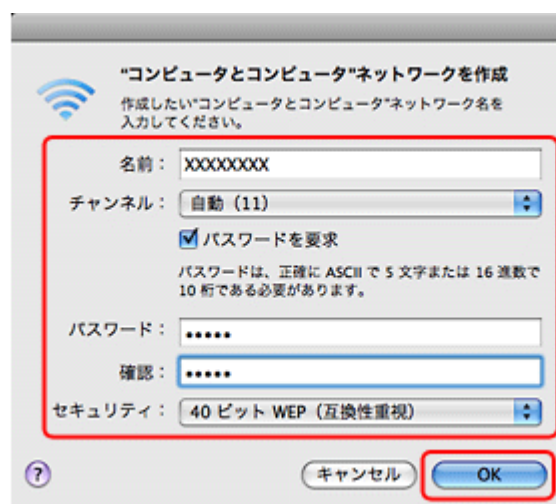 "コンピュータとコンピュータ"ネットワークを作成
作成したい"コンピュータとコンピュータ"ネットワーク名を
入力してください。
名前： XXXXXXXX
チャンネル： 自動（11）
パスワードを要求
パスワードは、正確に ASCII で 5 文字または 16 進数で
10 桁である必要があります。
パスワード： •••••
確認： •••••
セキュリティ： 40 ビット WEP（互換性重視）
? キャンセル OK